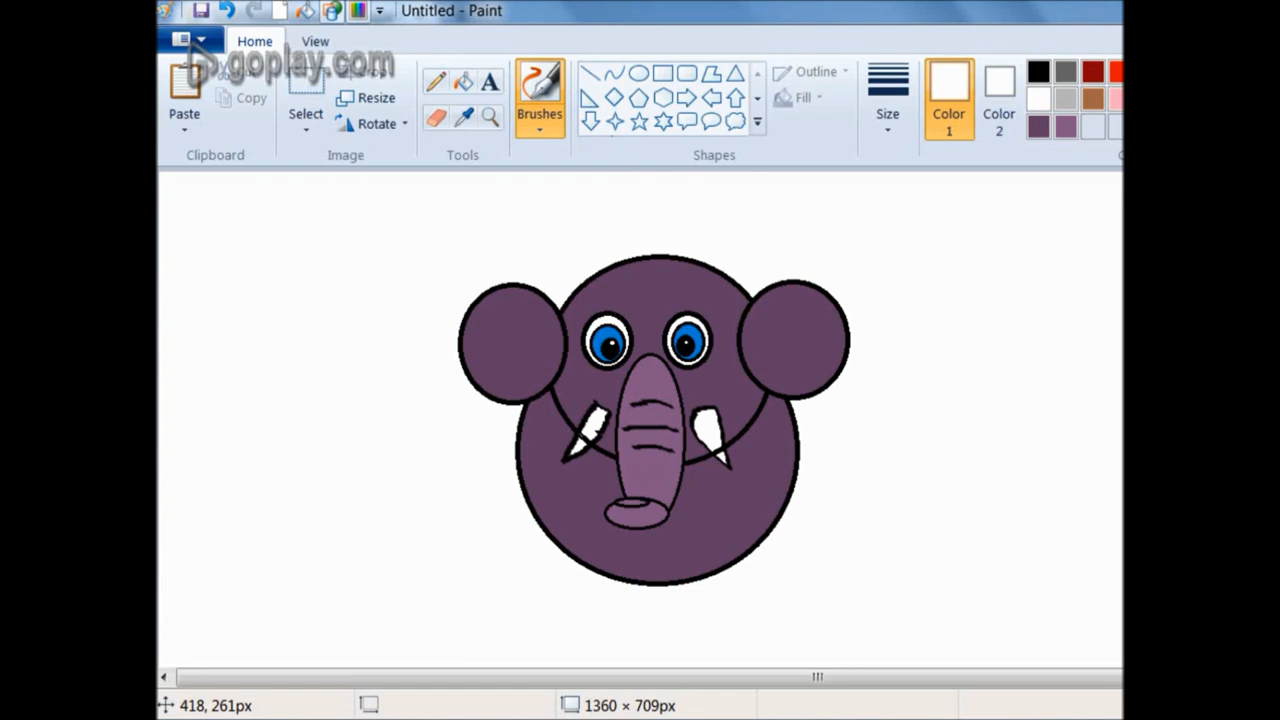 Untitled - Paint
Home View
goplay.com
Paste
Copy
Select
Resize
Rotate
Brushes
Outline
Fill
Size
Color 1
Color 2
Clipboard Image Tools Shapes
418, 261px 1360 × 709px